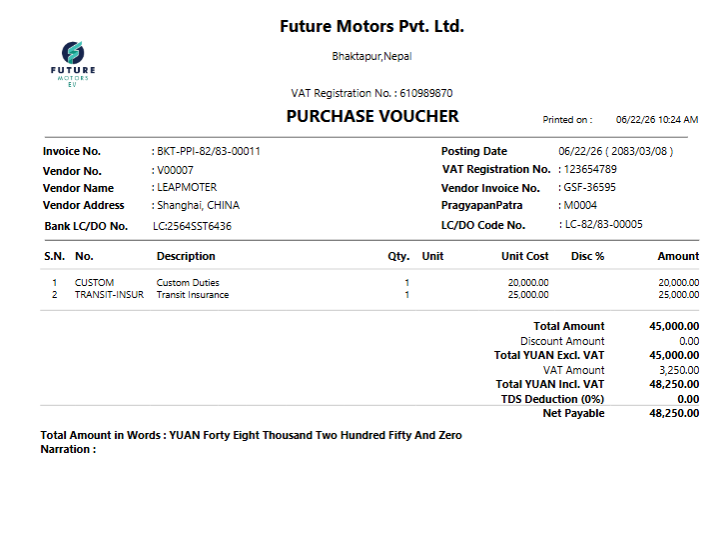 Future Motors Pvt. Ltd.
FUTURE
MOTORS
EV
Bhaktapur,Nepal
VAT Registration No. : 610989870
PURCHASE VOUCHER
Printed on : 06/22/26 10:24 AM
Invoice No. : BKT-PPI-82/83-00011 Posting Date 06/22/26 ( 2083/03/08 )
Vendor No. : V00007 VAT Registration No. : 123654789
Vendor Name : LEAPMOTER Vendor Invoice No. : GSF-36595
Vendor Address : Shanghai, CHINA PragyapanPatra : M0004
Bank LC/DO No. LC:2564SST6436 LC/DO Code No. : LC-82/83-00005
S.N. No. Description Qty. Unit Unit Cost Disc % Amount
1 CUSTOM Custom Duties 1 20,000.00 20,000.00
2 TRANSIT-INSUR Transit Insurance 1 25,000.00 25,000.00
Total Amount 45,000.00
Discount Amount 0.00
Total YUAN Excl. VAT 45,000.00
VAT Amount 3,250.00
Total YUAN Incl. VAT 48,250.00
TDS Deduction (0%) 0.00
Net Payable 48,250.00
Total Amount in Words : YUAN Forty Eight Thousand Two Hundred Fifty And Zero
Narration :